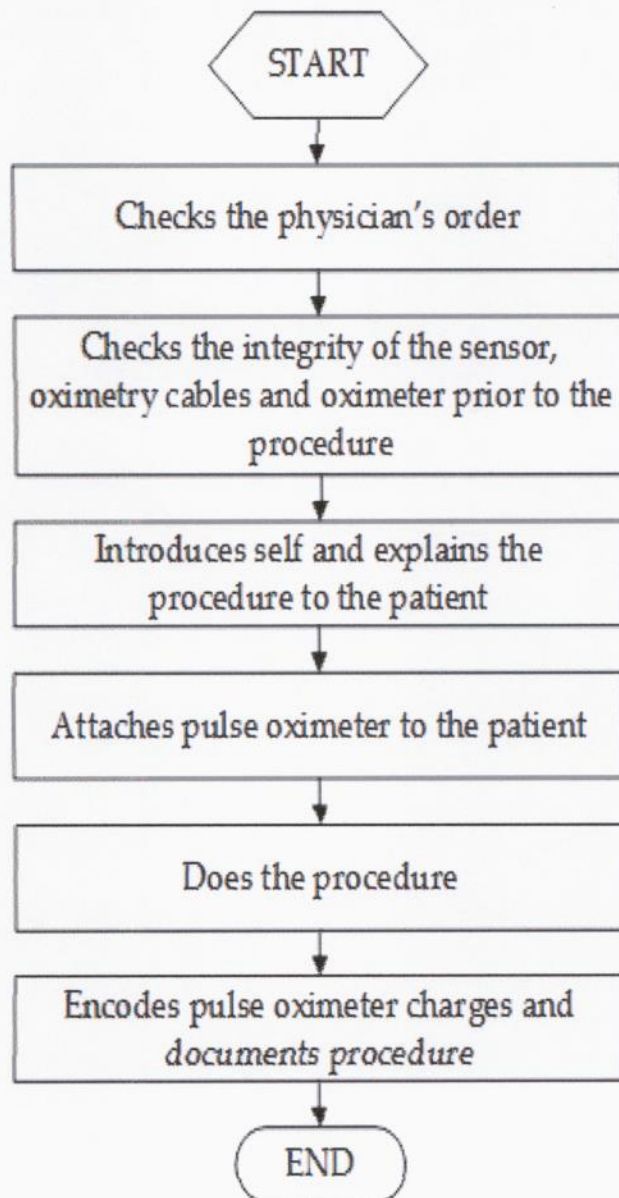 START
Checks the physician's order
Checks the integrity of the sensor,
oximetry cables and oximeter prior to the
procedure
Introduces self and explains the
procedure to the patient
Attaches pulse oximeter to the patient
Does the procedure
Encodes pulse oximeter charges and
documents procedure
END